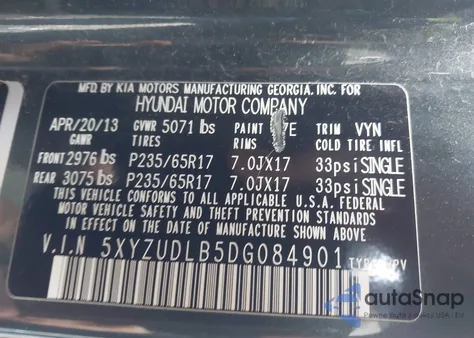 MFD. BY KIA MOTORS MANUFACTURING GEORGIA, INC. FOR
HYUNDAI MOTOR COMPANY
APR/20/13 GVWR 5071 lbs PAINT E TRIM VYN
GAWR TIRES RIMS COLD TIRE INFL
FRONT 2976 lbs P235/65R17 7.0JX17 33psi SINGLE
REAR 3075 lbs P235/65R17 7.0JX17 33psi SINGLE
THIS VEHICLE CONFORMS TO ALL APPLICABLE U.S.A. FEDERAL
MOTOR VEHICLE SAFETY STANDARDS IN EFFECT ON THE
DATE OF MANUFACTURE SHOWN ABOVE.
V.I.N 5XYZUDLB5DG084901 TYPE MPV
autoSnap